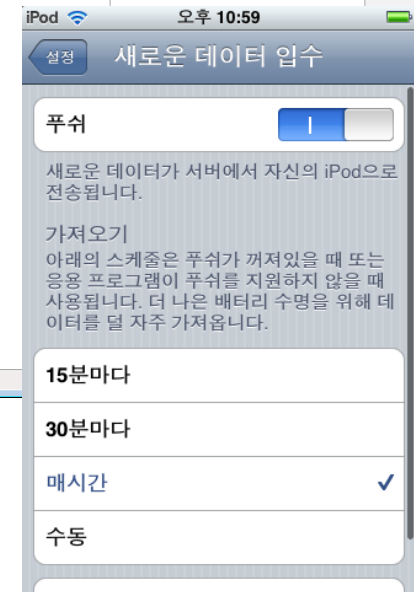 iPod 오후 10:59
설정 새로운 데이터 입수
푸쉬
새로운 데이터가 서버에서 자신의 iPod으로
전송됩니다.
가져오기
아래의 스케줄은 푸쉬가 꺼져있을 때 또는
응용 프로그램이 푸쉬를 지원하지 않을 때
사용됩니다. 더 나은 배터리 수명을 위해 데
이터를 덜 자주 가져옵니다.
15분마다
30분마다
매시간
수동